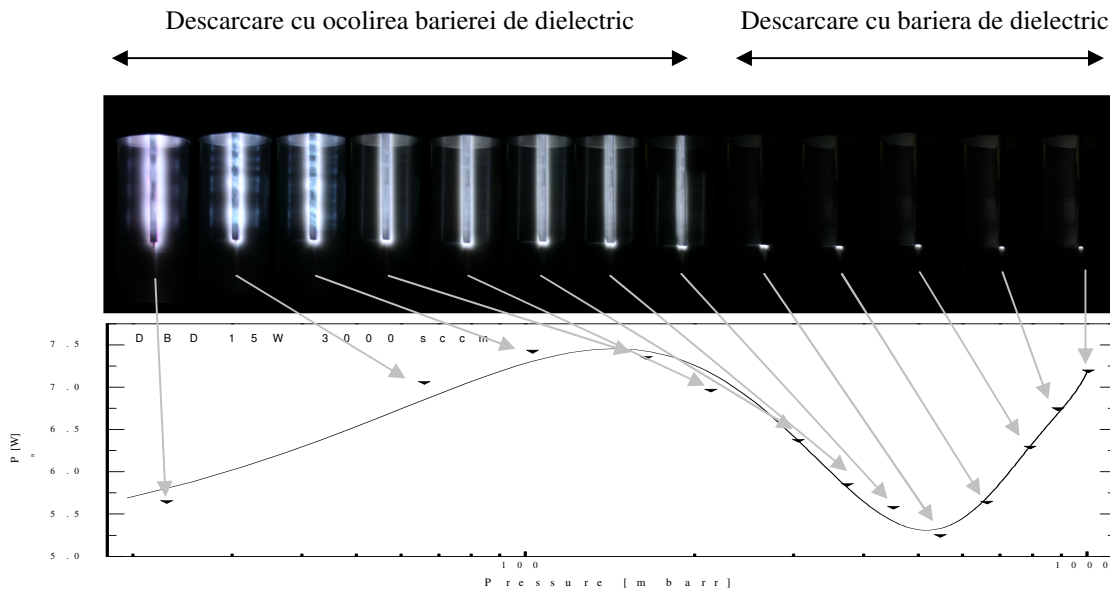 Descarcare cu ocolirea barierei de dielectric
Descarcare cu bariera de dielectric
DBD 15W 3000 sccm
7.5
7.0
6.5
6.0
5.5
5.0
P a [W]
100
1000
Pressure [mbarr]